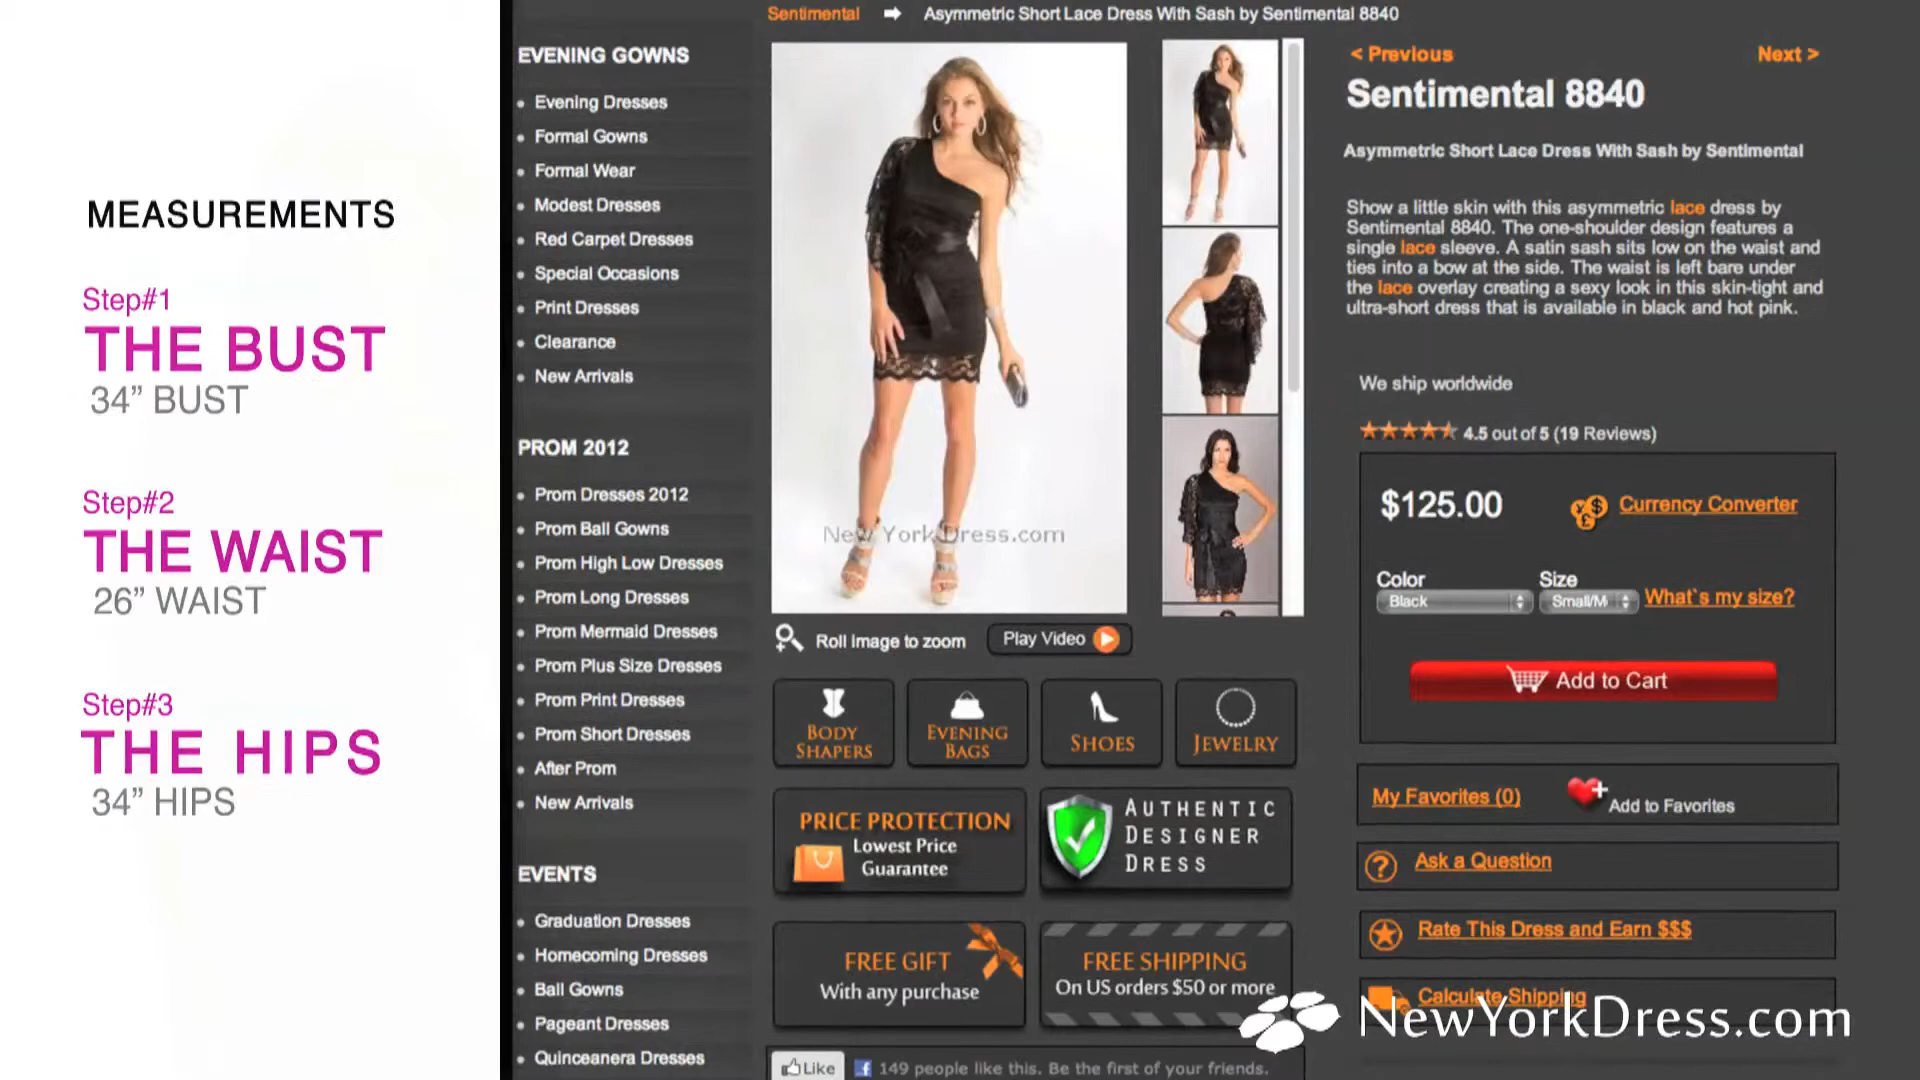 MEASUREMENTS
Step#1
THE BUST
34” BUST
Step#2
THE WAIST
26” WAIST
Step#3
THE HIPS
34” HIPS
EVENING GOWNS
Evening Dresses
Formal Gowns
Formal Wear
Modest Dresses
Red Carpet Dresses
Special Occasions
Print Dresses
Clearance
New Arrivals
PROM 2012
Prom Dresses 2012
Prom Ball Gowns
Prom High Low Dresses
Prom Long Dresses
Prom Mermaid Dresses
Prom Plus Size Dresses
Prom Print Dresses
Prom Short Dresses
After Prom
New Arrivals
EVENTS
Graduation Dresses
Homecoming Dresses
Ball Gowns
Pageant Dresses
Quinceanera Dresses
Sentimental Asymmetric Short Lace Dress With Sash by Sentimental 8840
NewYorkDress.com
Roll image to zoom
Play Video
BODY
SHAPERS
EVENING
BAGS
SHOES
JEWELRY
PRICE PROTECTION
Lowest Price
Guarantee
AUTHENTIC
DESIGNER
DRESS
FREE GIFT
With any purchase
FREE SHIPPING
On US orders $50 or more
Like
149 people like this. Be the first of your friends.
< Previous
Next >
Sentimental 8840
Asymmetric Short Lace Dress With Sash by Sentimental
Show a little skin with this asymmetric lace dress by
Sentimental 8840. The one-shoulder design features a
single lace sleeve. A satin sash sits low on the waist and
ties into a bow at the side. The waist is left bare under
the lace overlay creating a sexy look in this skin-tight and
ultra-short dress that is available in black and hot pink.
We ship worldwide
4.5 out of 5 (19 Reviews)
$125.00
Currency Converter
Color
Black
Size
Small/M
What`s my size?
Add to Cart
My Favorites (0)
Add to Favorites
Ask a Question
Rate This Dress and Earn $$$
Calculate Shipping
NewYorkDress.com